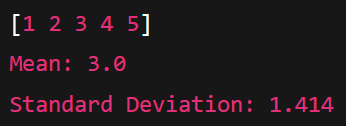 [1 2 3 4 5]
Mean: 3.0
Standard Deviation: 1.414